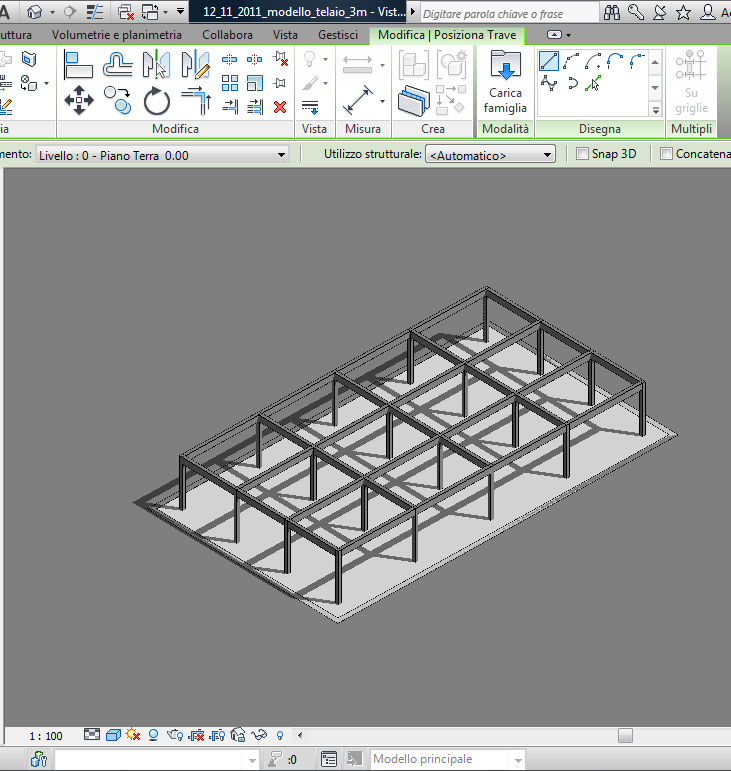 12_11_2011_modello_telaio_3m - Vist...
Digitare parola chiave o frase
uttura Volumetrie e planimetria Collabora Vista Gestisci Modifica | Posiziona Trave
Carica
famiglia
Su
griglie
ia Modifica Vista Misura Crea Modalità Disegna Multipli
mento: Livello : 0 - Piano Terra 0.00 Utilizzo strutturale: <Automatico> Snap 3D Concatena
1 : 100
:0 Modello principale